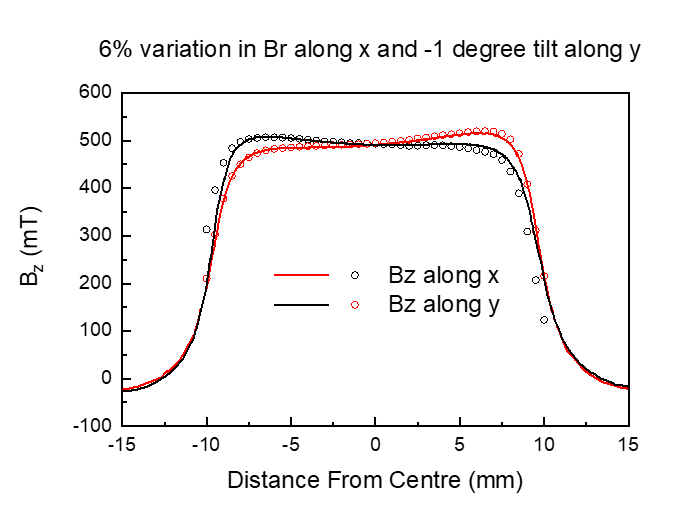 6% variation in Br along x and -1 degree tilt along y
600
500
400
300
200
100
0
-100
Bz (mT)
Bz along x
Bz along y
-15 -10 -5 0 5 10 15
Distance From Centre (mm)